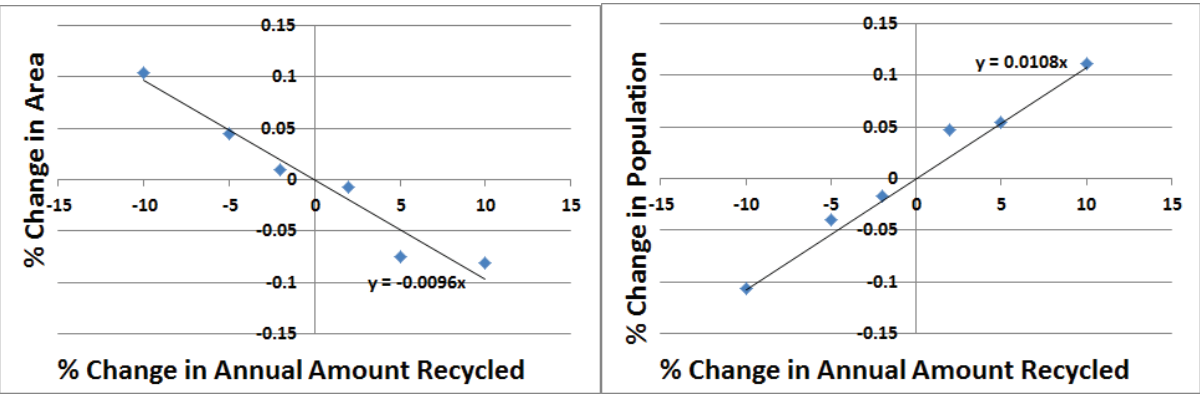 % Change in Area
0.15
0.1
0.05
0
-0.05
-0.1
-0.15
-15 -10 -5 0 5 10 15
y = -0.0096x
% Change in Annual Amount Recycled
% Change in Population
0.15
0.1
0.05
0
-0.05
-0.1
-0.15
-15 -10 -5 0 5 10 15
y = 0.0108x
% Change in Annual Amount Recycled